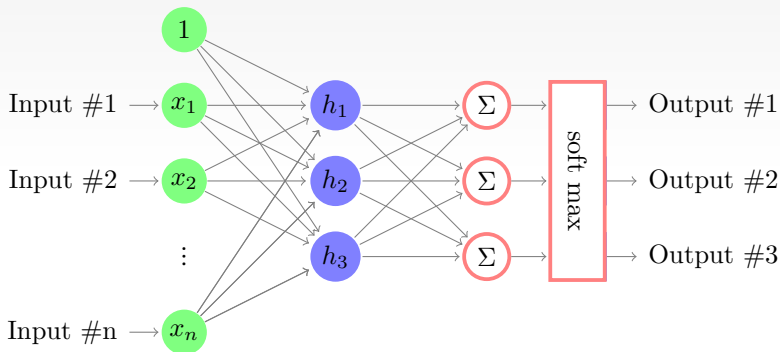 1
Input #1 x₁ h₁ Σ Output #1
Input #2 x₂ h₂ Σ soft max Output #2
⋮ h₃ Σ Output #3
Input #n xₙ